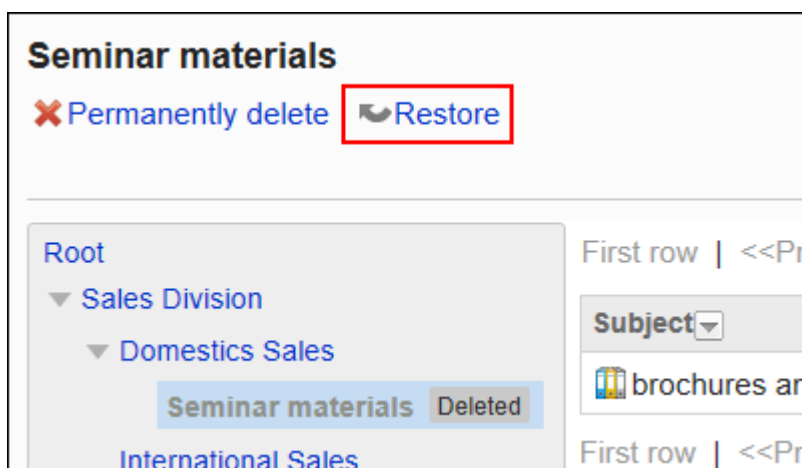 Seminar materials
Permanently delete Restore
Root
Sales Division
Domestics Sales
Seminar materials Deleted
International Sales
First row | <<Pr
Subject
brochures ar
First row | <<Pr